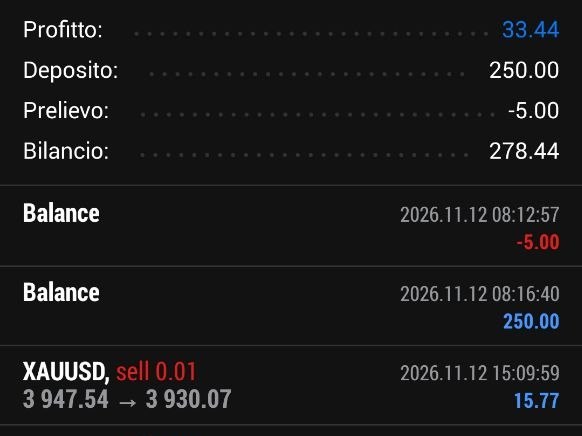 Profitto: 33.44
Deposito: 250.00
Prelievo: -5.00
Bilancio: 278.44
Balance 2026.11.12 08:12:57
-5.00
Balance 2026.11.12 08:16:40
250.00
XAUUSD, sell 0.01 2026.11.12 15:09:59
3 947.54 → 3 930.07 15.77